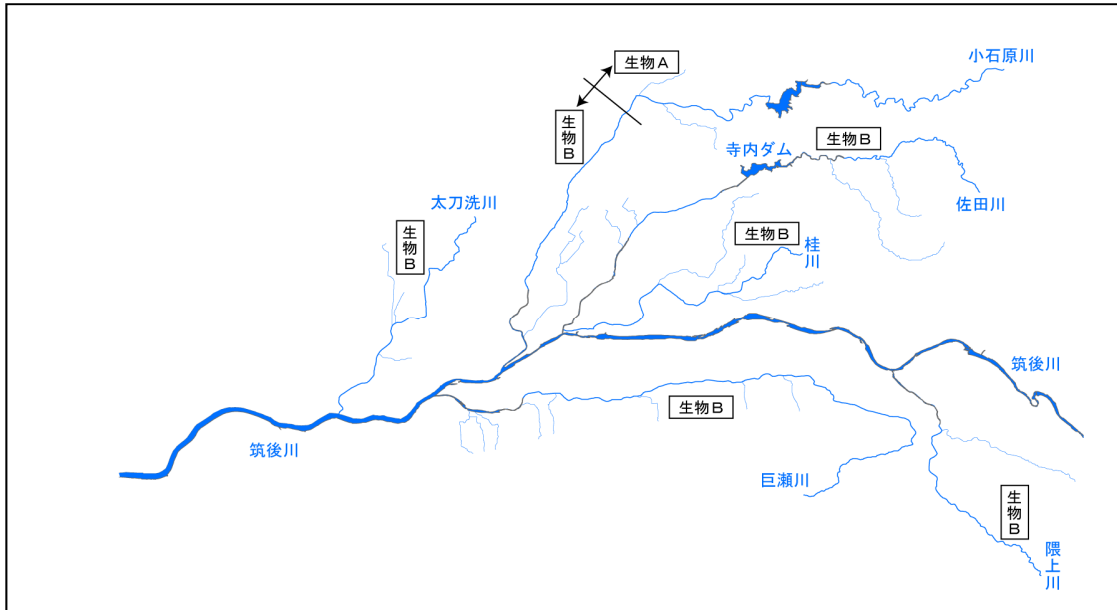 生物A
小石原川
生物B
生物B
寺内ダム
太刀洗川
佐田川
生物B
生物B
桂川
筑後川
生物B
筑後川
巨瀬川
生物B
隈上川